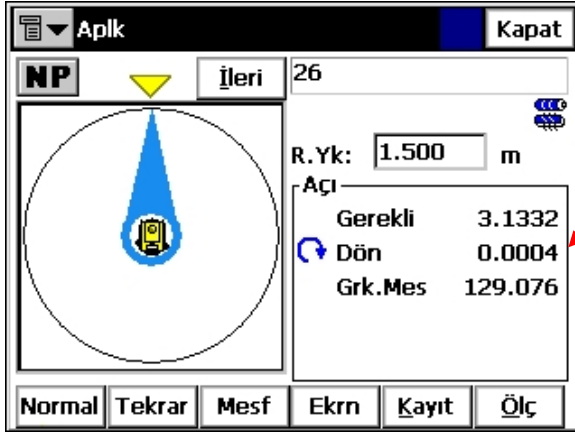 Aplk Kapat
NP İleri 26
R.Yk: 1.500 m
Açı
Gerekli 3.1332
Dön 0.0004
Grk.Mes 129.076
Normal Tekrar Mesf Ekrn Kayıt Ölç